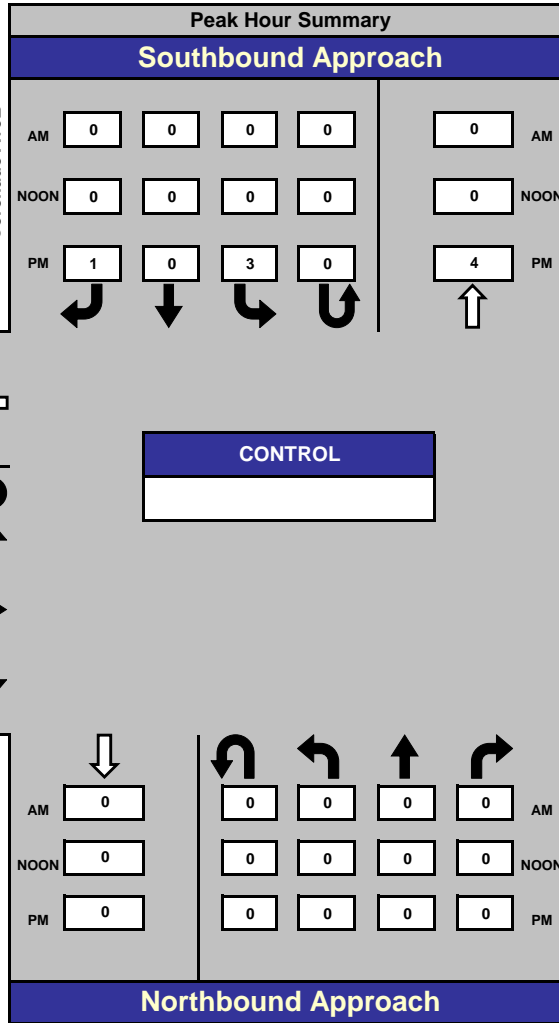 Peak Hour Summary
Southbound Approach
AM 0 0 0 0 0 AM
NOON 0 0 0 0 0 NOON
PM 1 0 3 0 4 PM
CONTROL
AM 0 0 0 0 0 AM
NOON 0 0 0 0 0 NOON
PM 0 0 0 0 0 PM
Northbound Approach